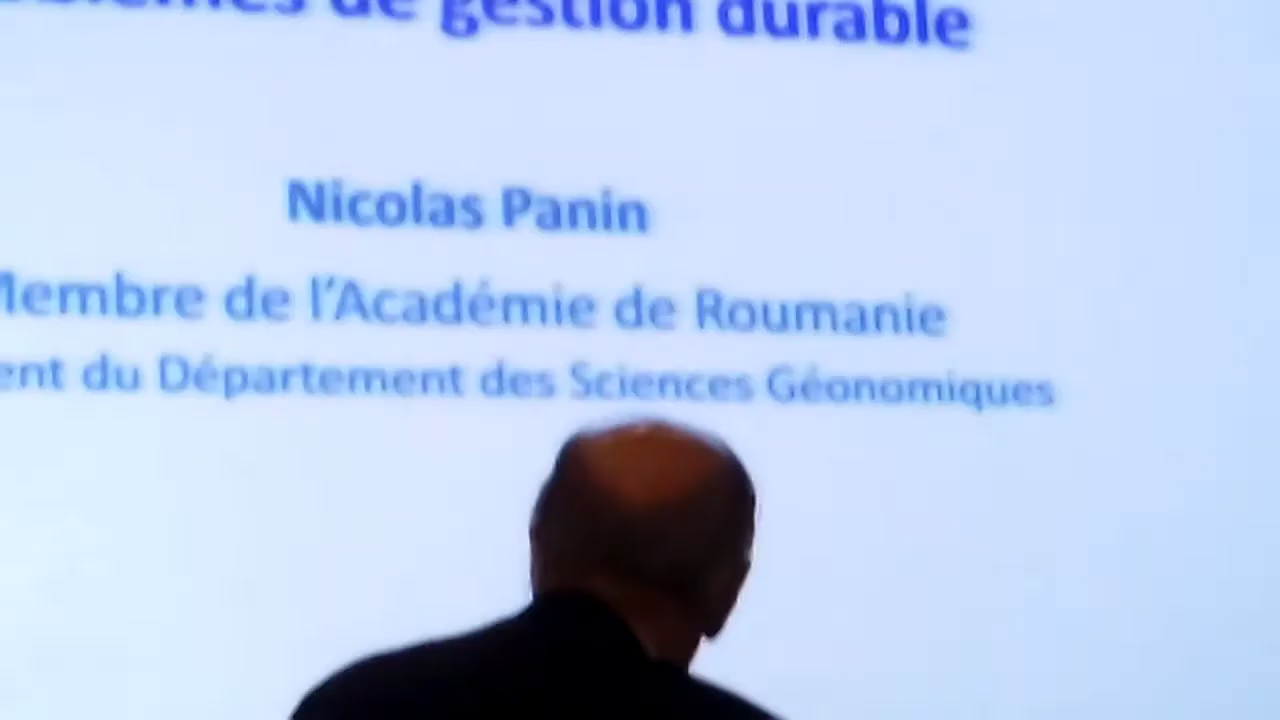 de gestion durable
Nicolas Panin
Membre de l'Académie de Roumanie
du Département des Sciences Géonomiques